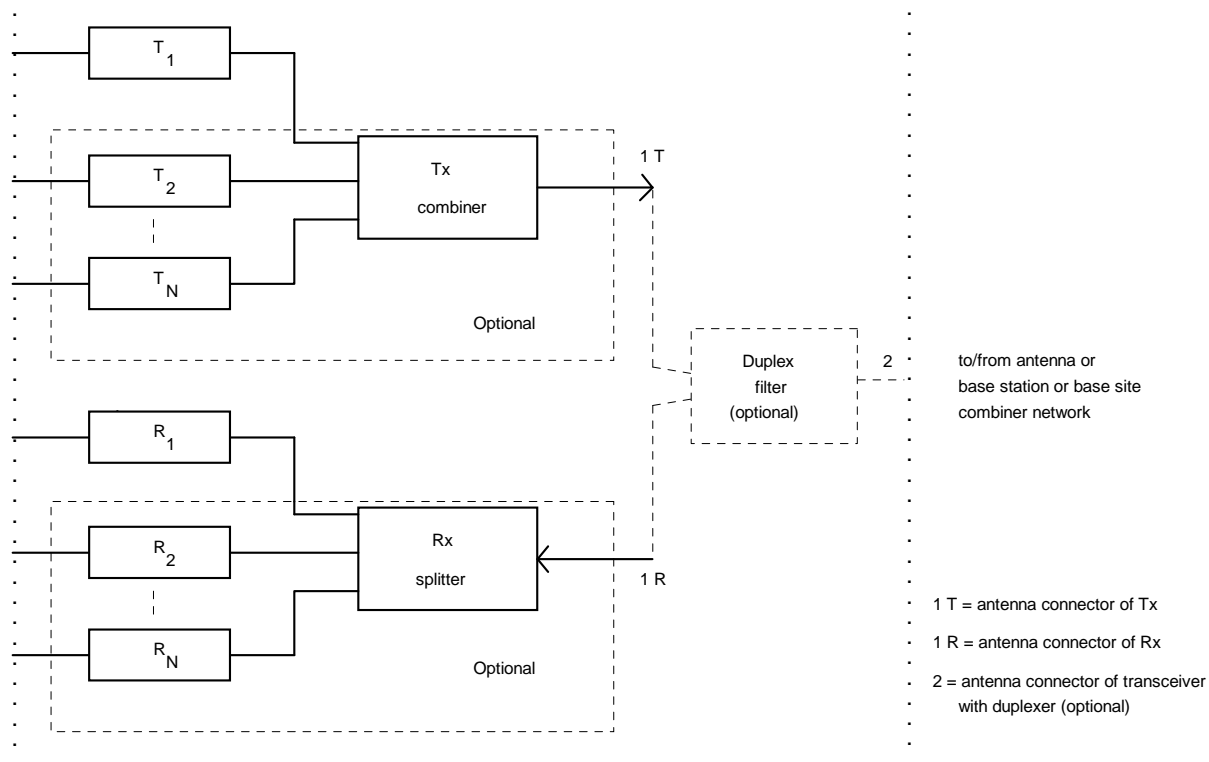 T1
T2
Tx
combiner
1 T
TN
Optional
Duplex
filter
(optional)
2
to/from antenna or
base station or base site
combiner network
R1
R2
Rx
splitter
1 R
RN
Optional
1 T = antenna connector of Tx
1 R = antenna connector of Rx
2 = antenna connector of transceiver
with duplexer (optional)